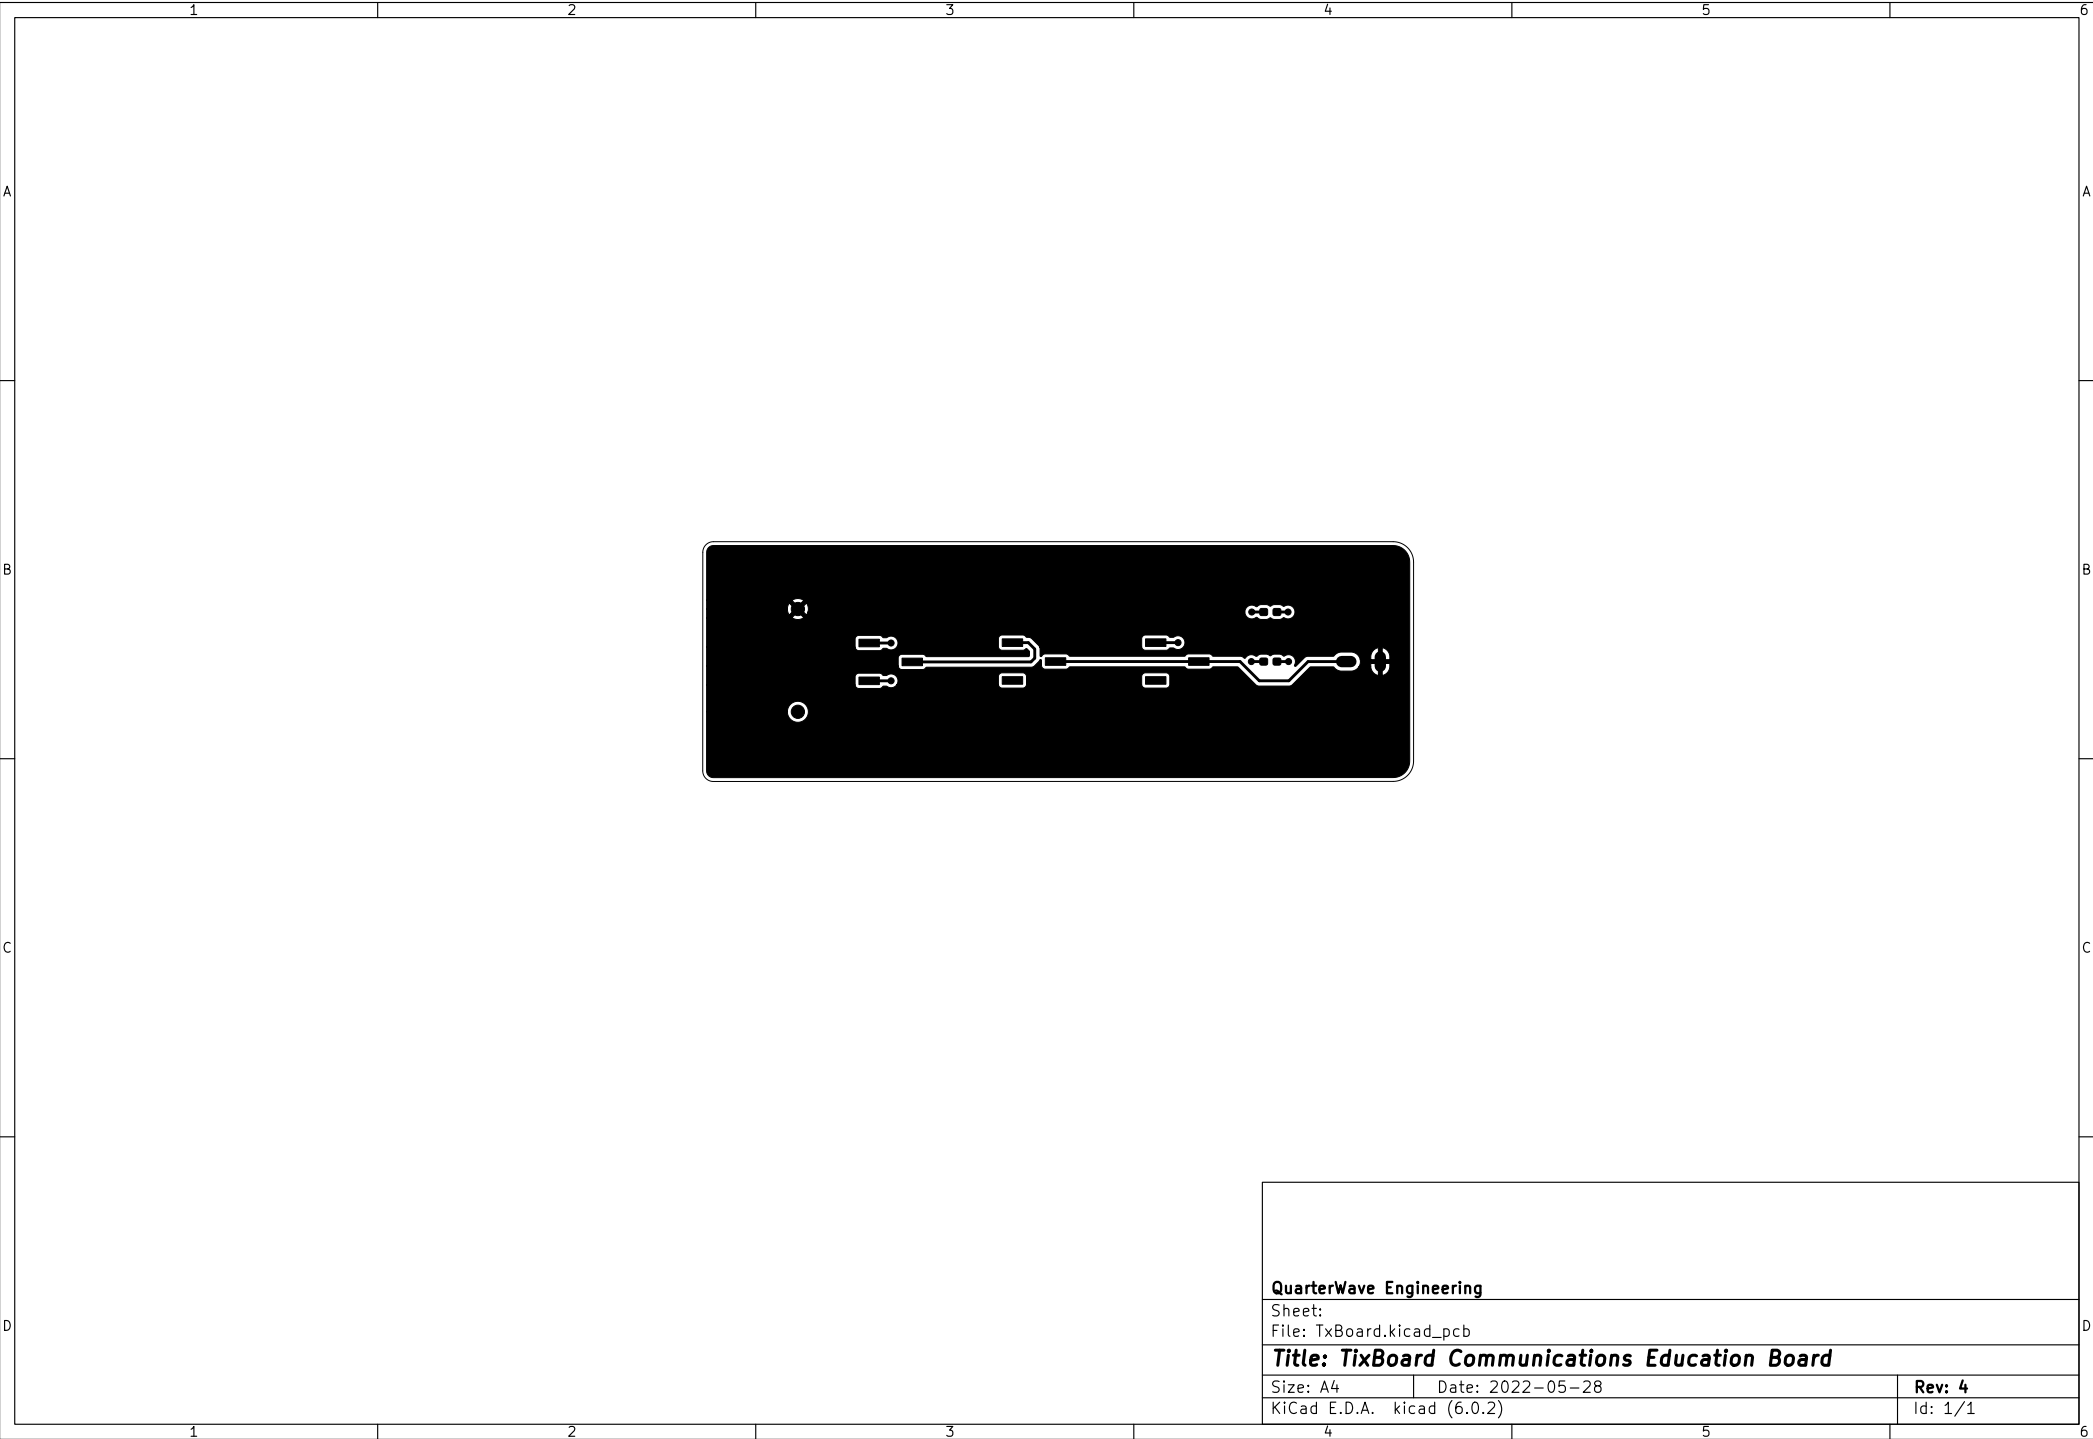 1 2 3 4 5 6
A A
B B
C C
QuarterWave Engineering
Sheet:
D D
File: TxBoard.kicad_pcb
Title: TixBoard Communications Education Board
Size: A4 Date: 2022-05-28 Rev: 4
KiCad E.D.A. kicad (6.0.2) Id: 1/1
1 2 3 4 5 6